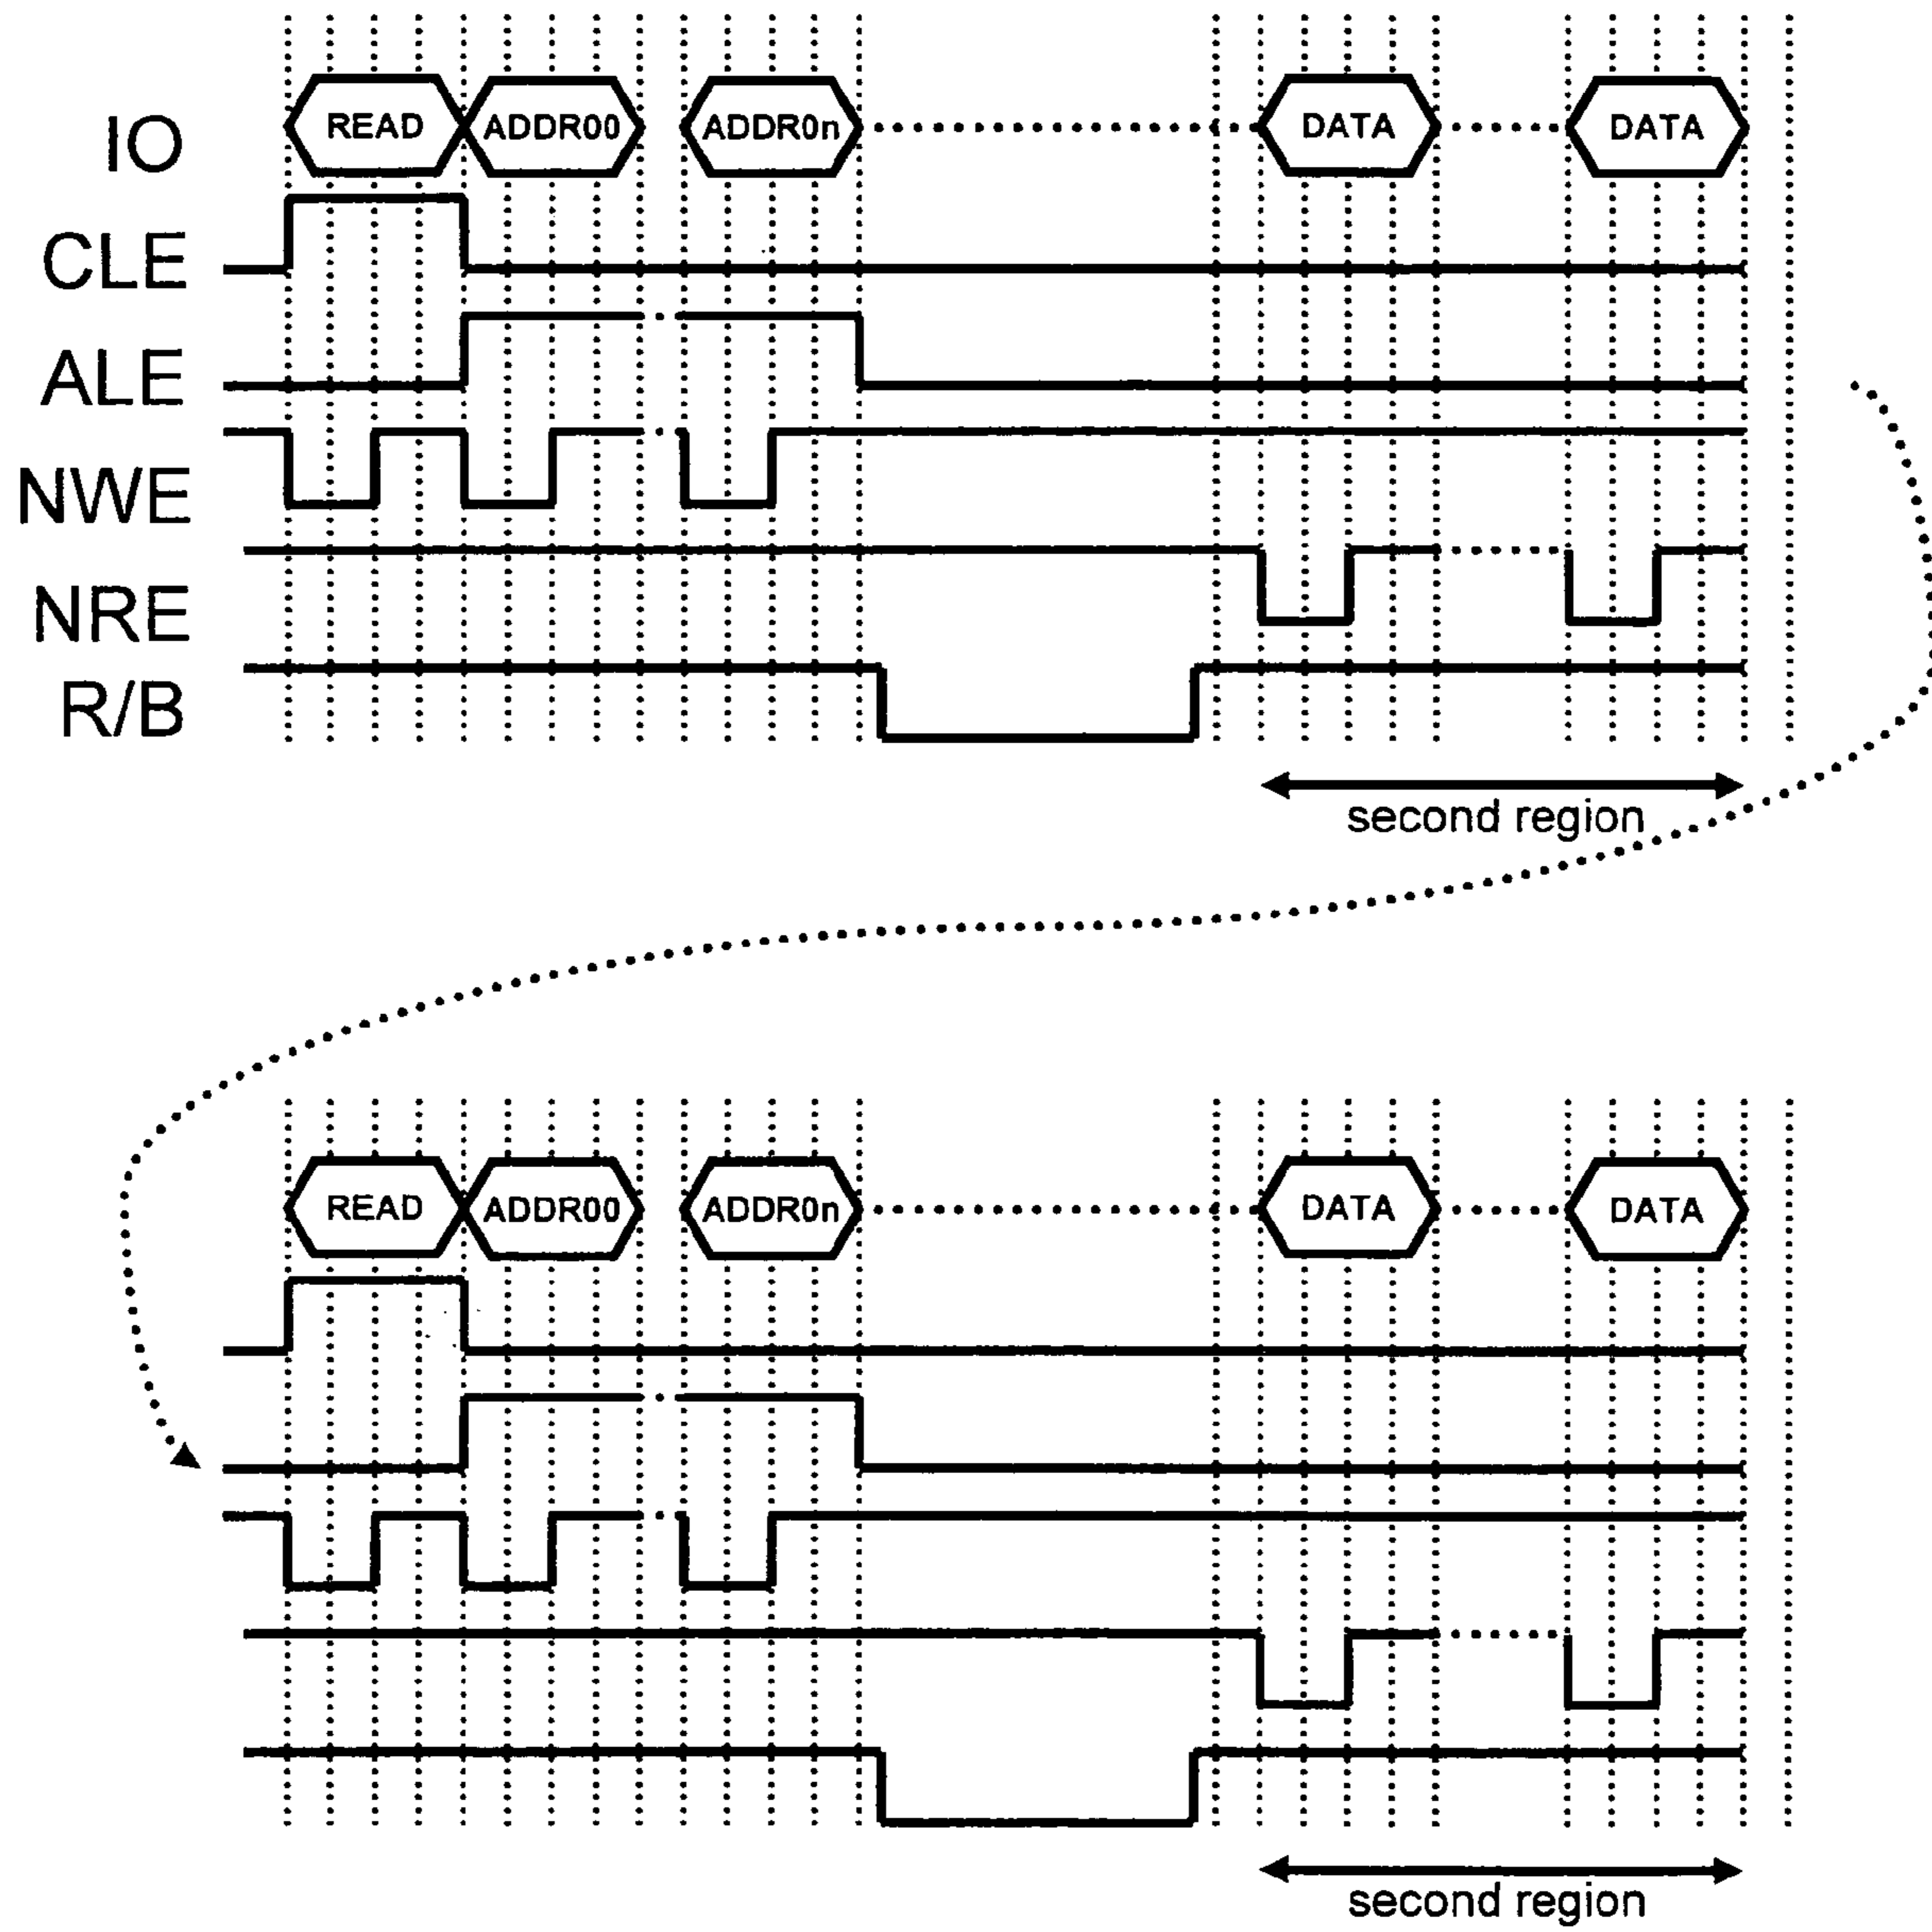 IO READ ADDR00 ADDR0n DATA DATA
CLE
ALE
NWE
NRE
R/B
second region
READ ADDR00 ADDR0n DATA DATA
second region